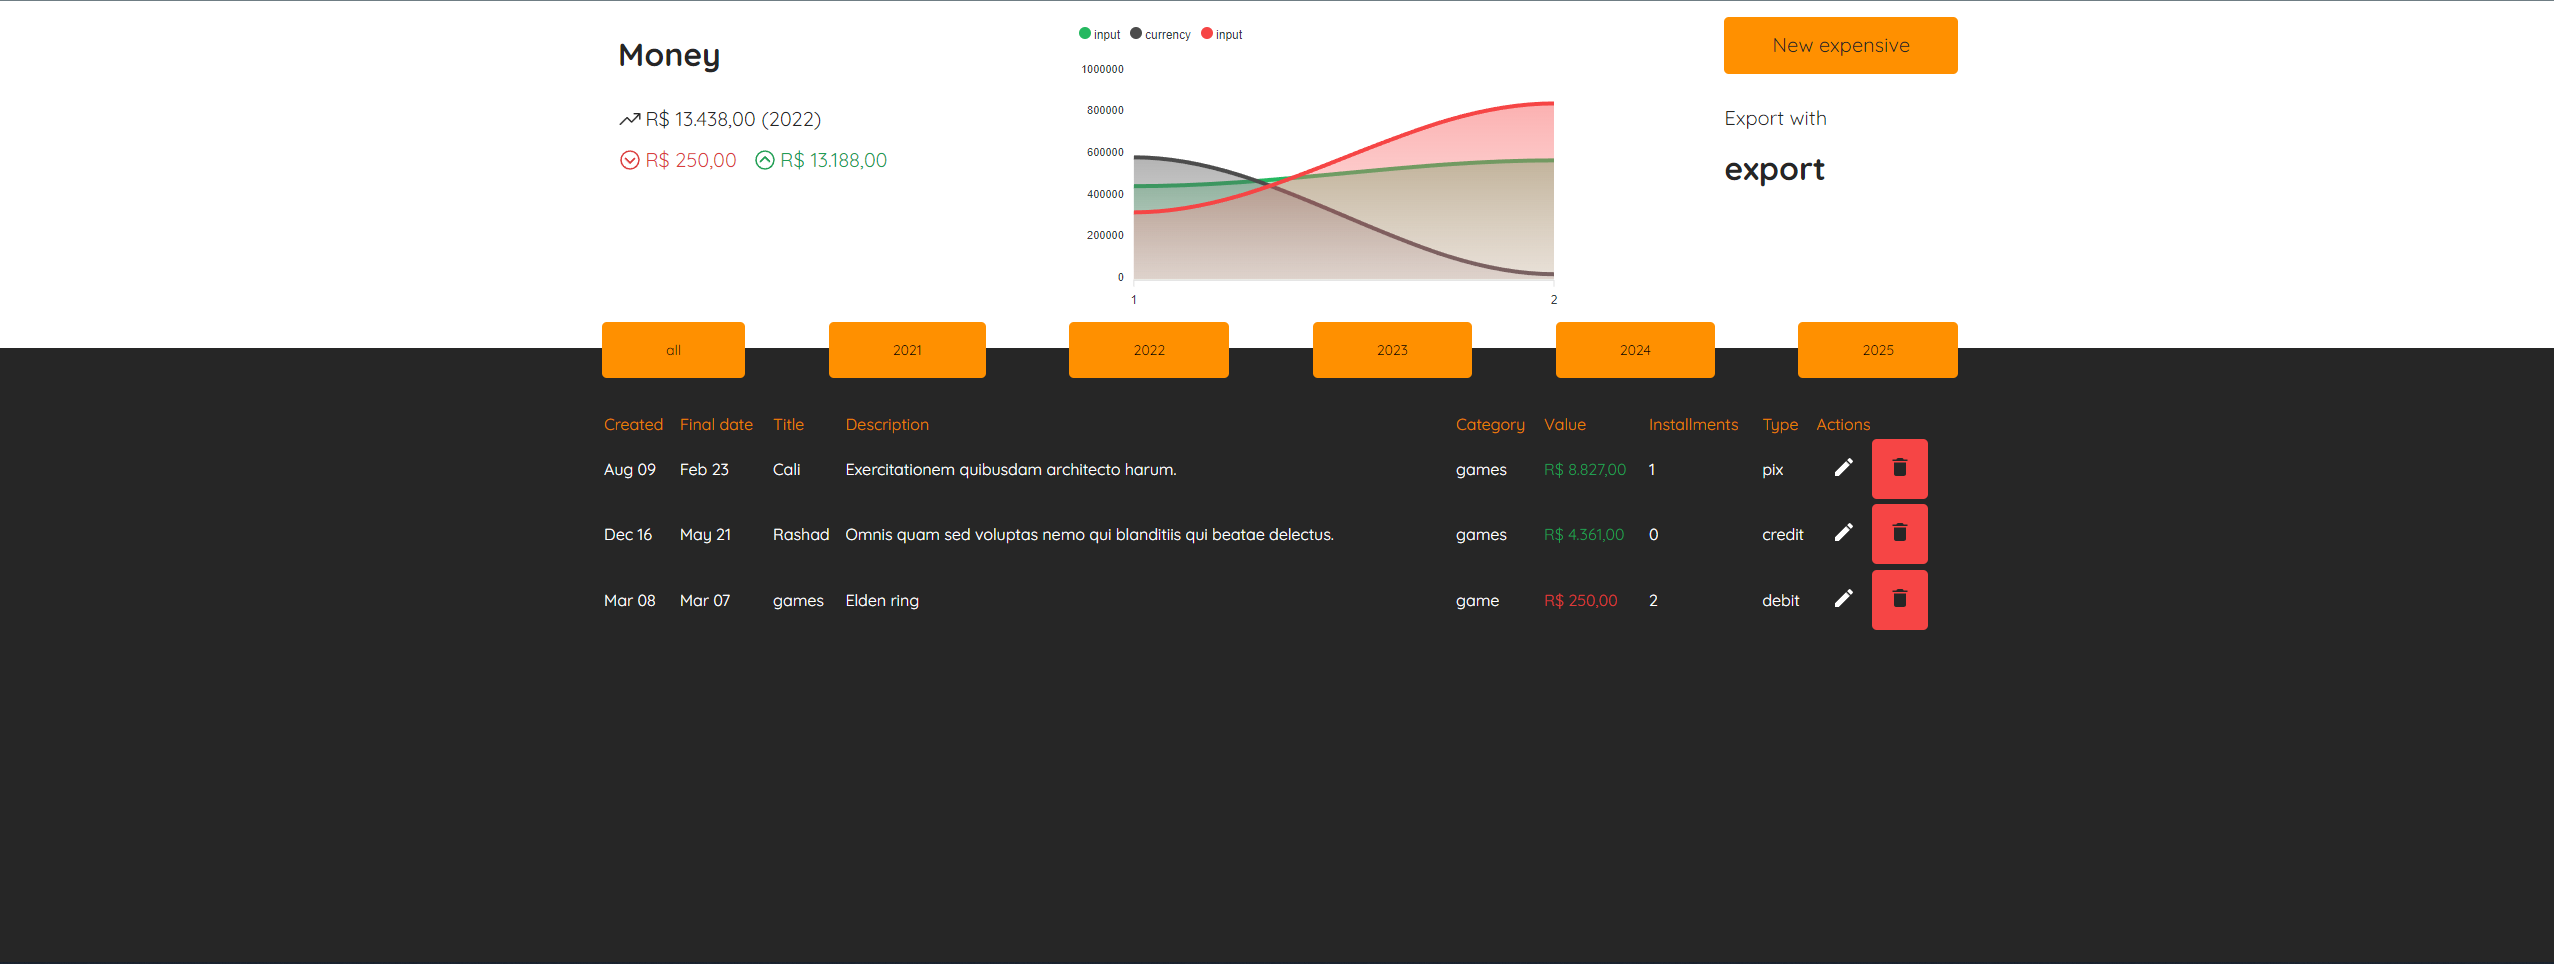 Money
R$ 13.438,00 (2022)
R$ 250,00 R$ 13.188,00
input currency input
1000000
800000
600000
400000
200000
0
1 2
New expensive
Export with
export
all 2021 2022 2023 2024 2025
Created Final date Title Description Category Value Installments Type Actions
Aug 09 Feb 23 Cali Exercitationem quibusdam architecto harum. games R$ 8.827,00 1 pix
Dec 16 May 21 Rashad Omnis quam sed voluptas nemo qui blanditiis qui beatae delectus. games R$ 4.361,00 0 credit
Mar 08 Mar 07 games Elden ring game R$ 250,00 2 debit